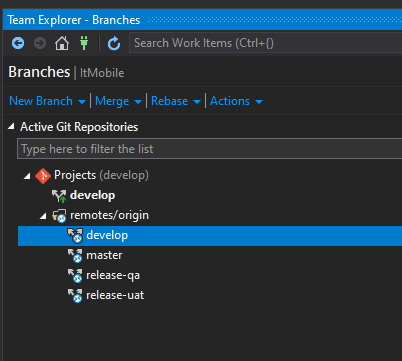 Team Explorer - Branches
Search Work Items (Ctrl+{)
Branches | ItMobile
New Branch | Merge | Rebase | Actions
Active Git Repositories
Type here to filter the list
Projects (develop)
develop
remotes/origin
develop
master
release-qa
release-uat